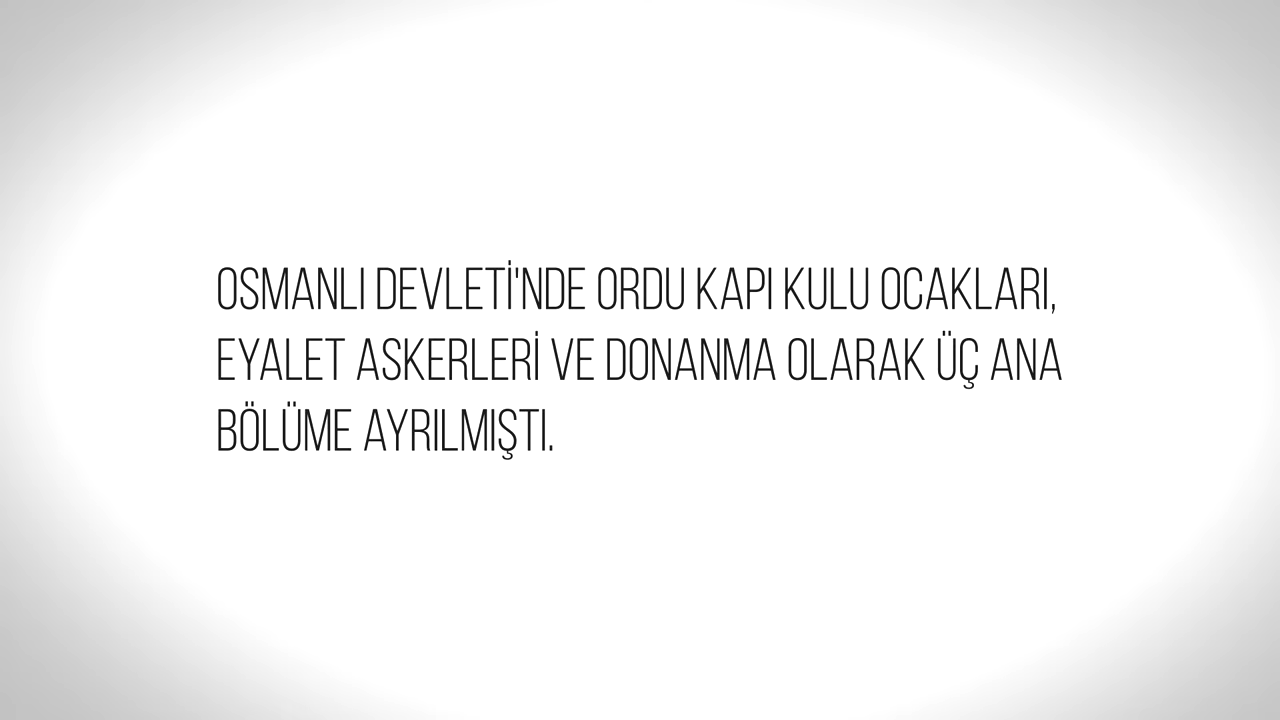 OSMANLI DEVLETİ'NDE ORDU KAPI KULU OCAKLARI,
EYALET ASKERLERİ VE DONANMA OLARAK ÜÇ ANA
BÖLÜME AYRILMIŞTI.